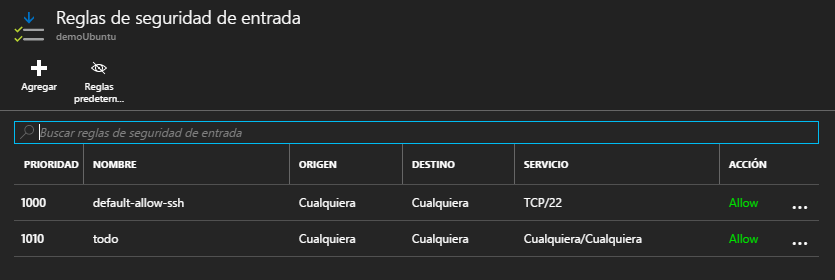 Reglas de seguridad de entrada
demoUbuntu
Agregar
Reglas
predetern...
Buscar reglas de seguridad de entrada
PRIORIDAD NOMBRE ORIGEN DESTINO SERVICIO ACCIÓN
1000 default-allow-ssh Cualquiera Cualquiera TCP/22 Allow ...
1010 todo Cualquiera Cualquiera Cualquiera/Cualquiera Allow ...